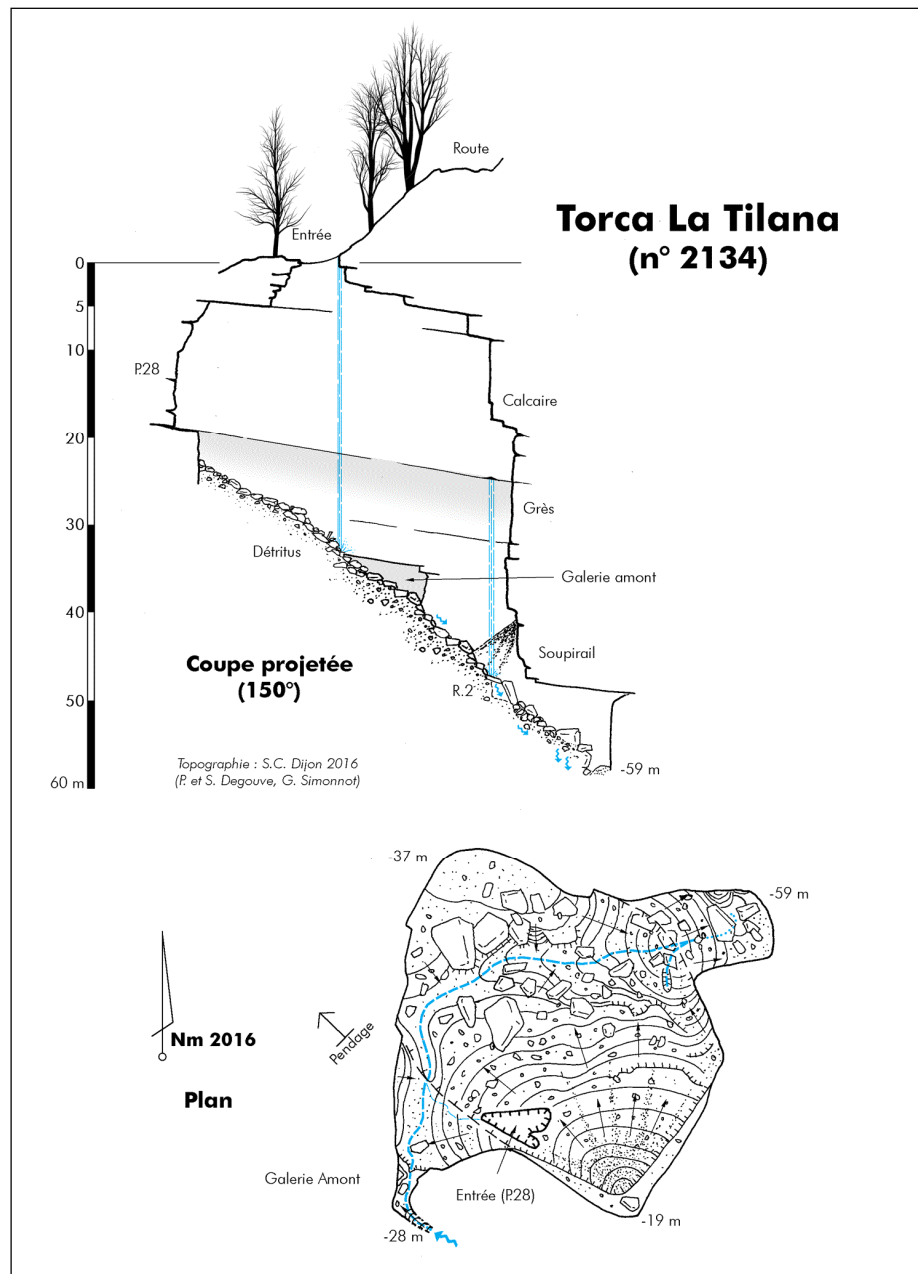 Route
Torca La Tilana
(n° 2134)
Entrée
0
5
10
P.28
Calcaire
20
Grès
30
Détritus
Galerie amont
40
Soupirail
Coupe projetée
(150°)
R.2
50
Topographie : S.C. Dijon 2016
(P. et S. Degouve, G. Simonnot)
-59 m
60 m
-37 m
-59 m
Nm 2016
Pendage
Plan
Galerie Amont
Entrée (P.28)
-19 m
-28 m